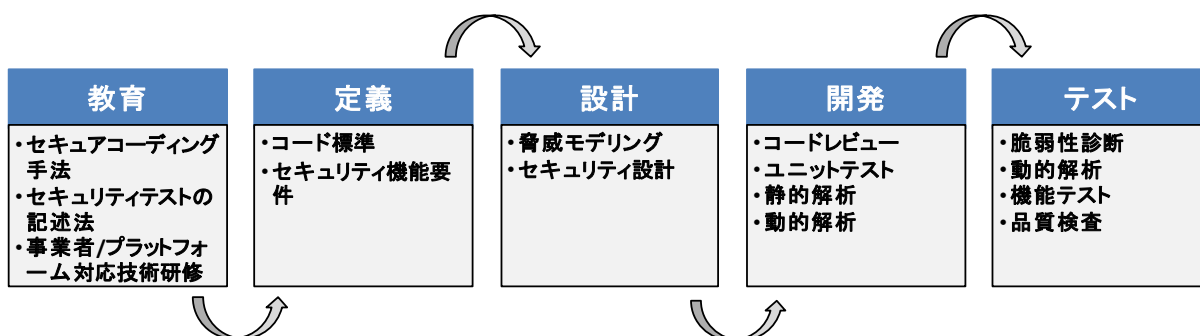 教育
・セキュアコーディング
手法
・セキュリティテストの
記述法
・事業者/プラットフォ
ーム対応技術研修
定義
・コード標準
・セキュリティ機能要
件
設計
・脅威モデリング
・セキュリティ設計
開発
・コードレビュー
・ユニットテスト
・静的解析
・動的解析
テスト
・脆弱性診断
・動的解析
・機能テスト
・品質検査